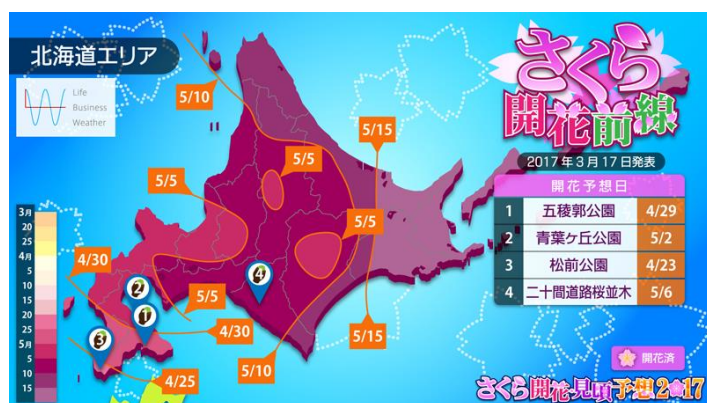 北海道エリア
Life
Business
Weather
さくら
開花前線
2017年3月17日発表
開花予想日
1 五稜郭公園 4/29
2 青葉ヶ丘公園 5/2
3 松前公園 4/23
4 二十間道路桜並木 5/6
開花済
さくら開花・見頃予想2017
5/10
5/15
5/5
5/5
5/5
4/30
5/5
4/30
5/15
5/10
4/25
1
2
3
4
3月
20
25
4月
5
10
15
20
25
5月
5
10
15